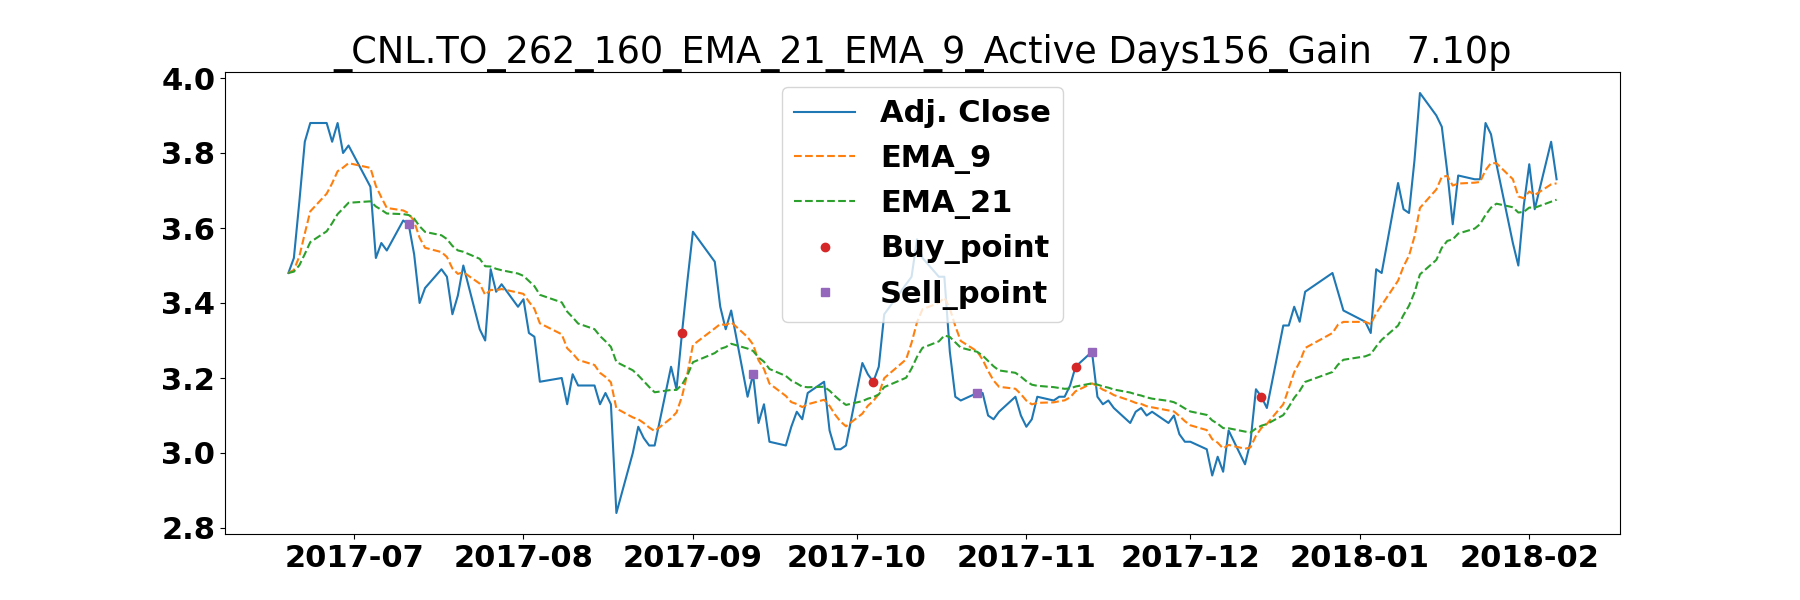 _CNL.TO_262_160_EMA_21_EMA_9_Active Days156_Gain   7.10p
4.0
3.8
3.6
3.4
3.2
3.0
2.8
Adj. Close
EMA_9
EMA_21
Buy_point
Sell_point
2017-07 2017-08 2017-09 2017-10 2017-11 2017-12 2018-01 2018-02